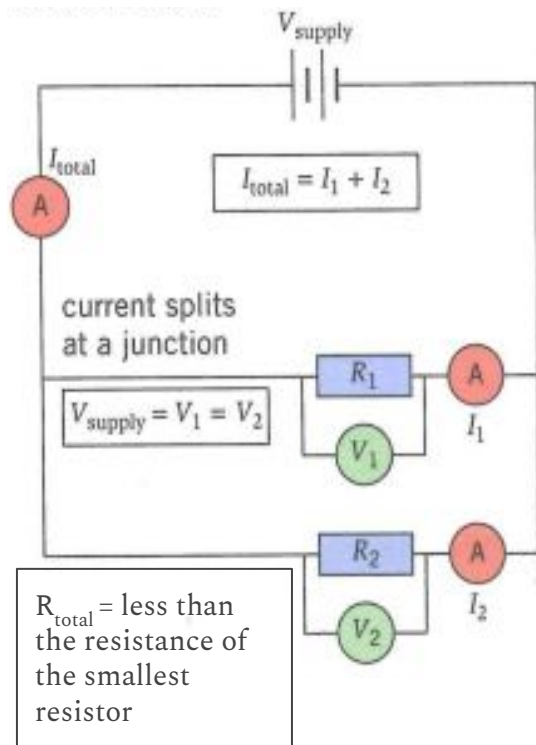 V_supply
I_total
A
I_total = I_1 + I_2
current splits
at a junction
R_1
A
V_supply = V_1 = V_2
V_1
I_1
R_2
A
V_2
I_2
R_total = less than
the resistance of
the smallest
resistor